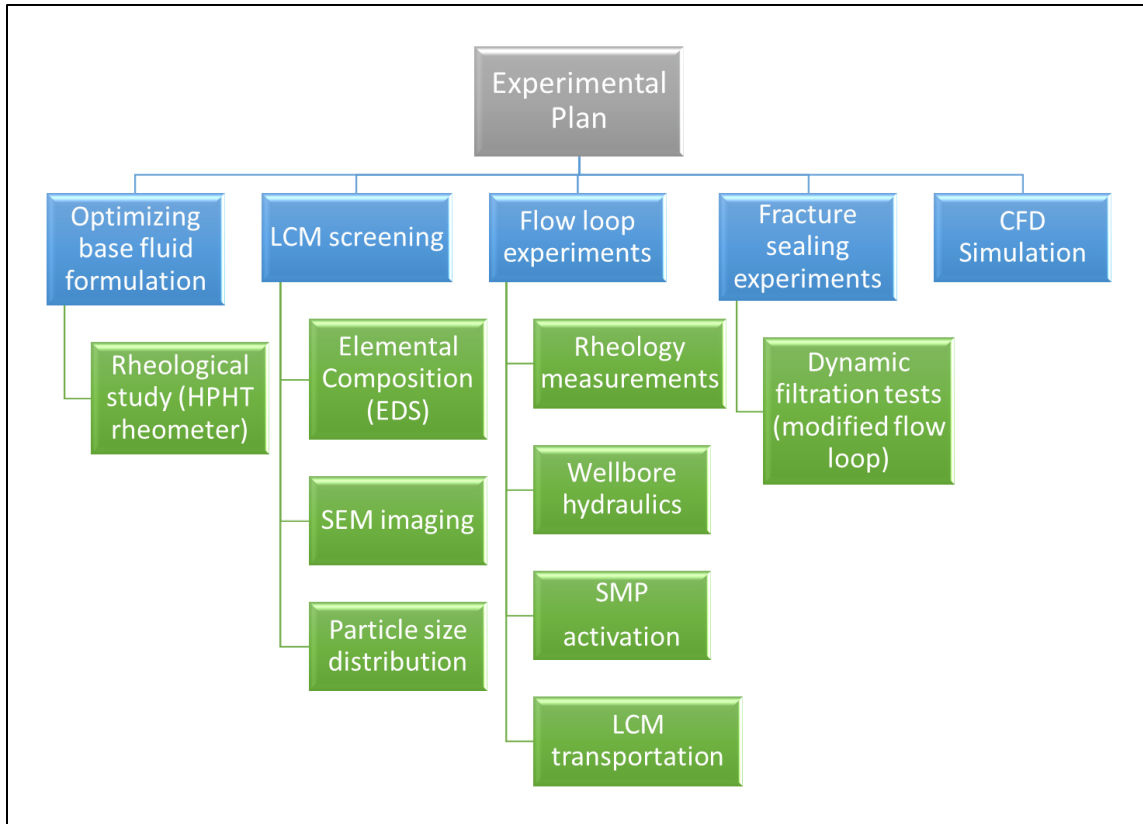 Experimental
Plan
Optimizing
base fluid
formulation
LCM screening
Flow loop
experiments
Fracture
sealing
experiments
CFD
Simulation
Rheological
study (HPHT
rheometer)
Elemental
Composition
(EDS)
SEM imaging
Particle size
distribution
Rheology
measurements
Wellbore
hydraulics
SMP
activation
LCM
transportation
Dynamic
filtration tests
(modified flow
loop)